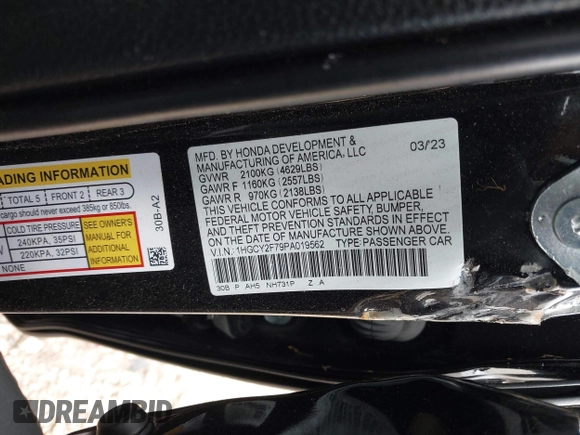 MFD. BY HONDA DEVELOPMENT & 03/23
MANUFACTURING OF AMERICA, LLC
GVWR 2100KG (4629LBS)
GAWR F 1160KG (2557LBS)
GAWR R 970KG (2138LBS)
THIS VEHICLE CONFORMS TO ALL APPLICABLE
FEDERAL MOTOR VEHICLE SAFETY, BUMPER,
AND THEFT PREVENTION STANDARDS IN EFFECT
ON THE DATE OF MANUFACTURE SHOWN ABOVE.
V.I.N. 1HGCY2F79PA019562 TYPE: PASSENGER CAR
30B P AH5 NH731P Z A
ADING INFORMATION
TOTAL 5 FRONT 2 REAR 3
cargo should never exceed 385kg or 850lbs.
COLD TIRE PRESSURE
240KPA, 35PSI
220KPA, 32PSI
NONE
SEE OWNER'S
MANUAL FOR
ADDITIONAL
INFORMATION
30B-A2
DREAMBID